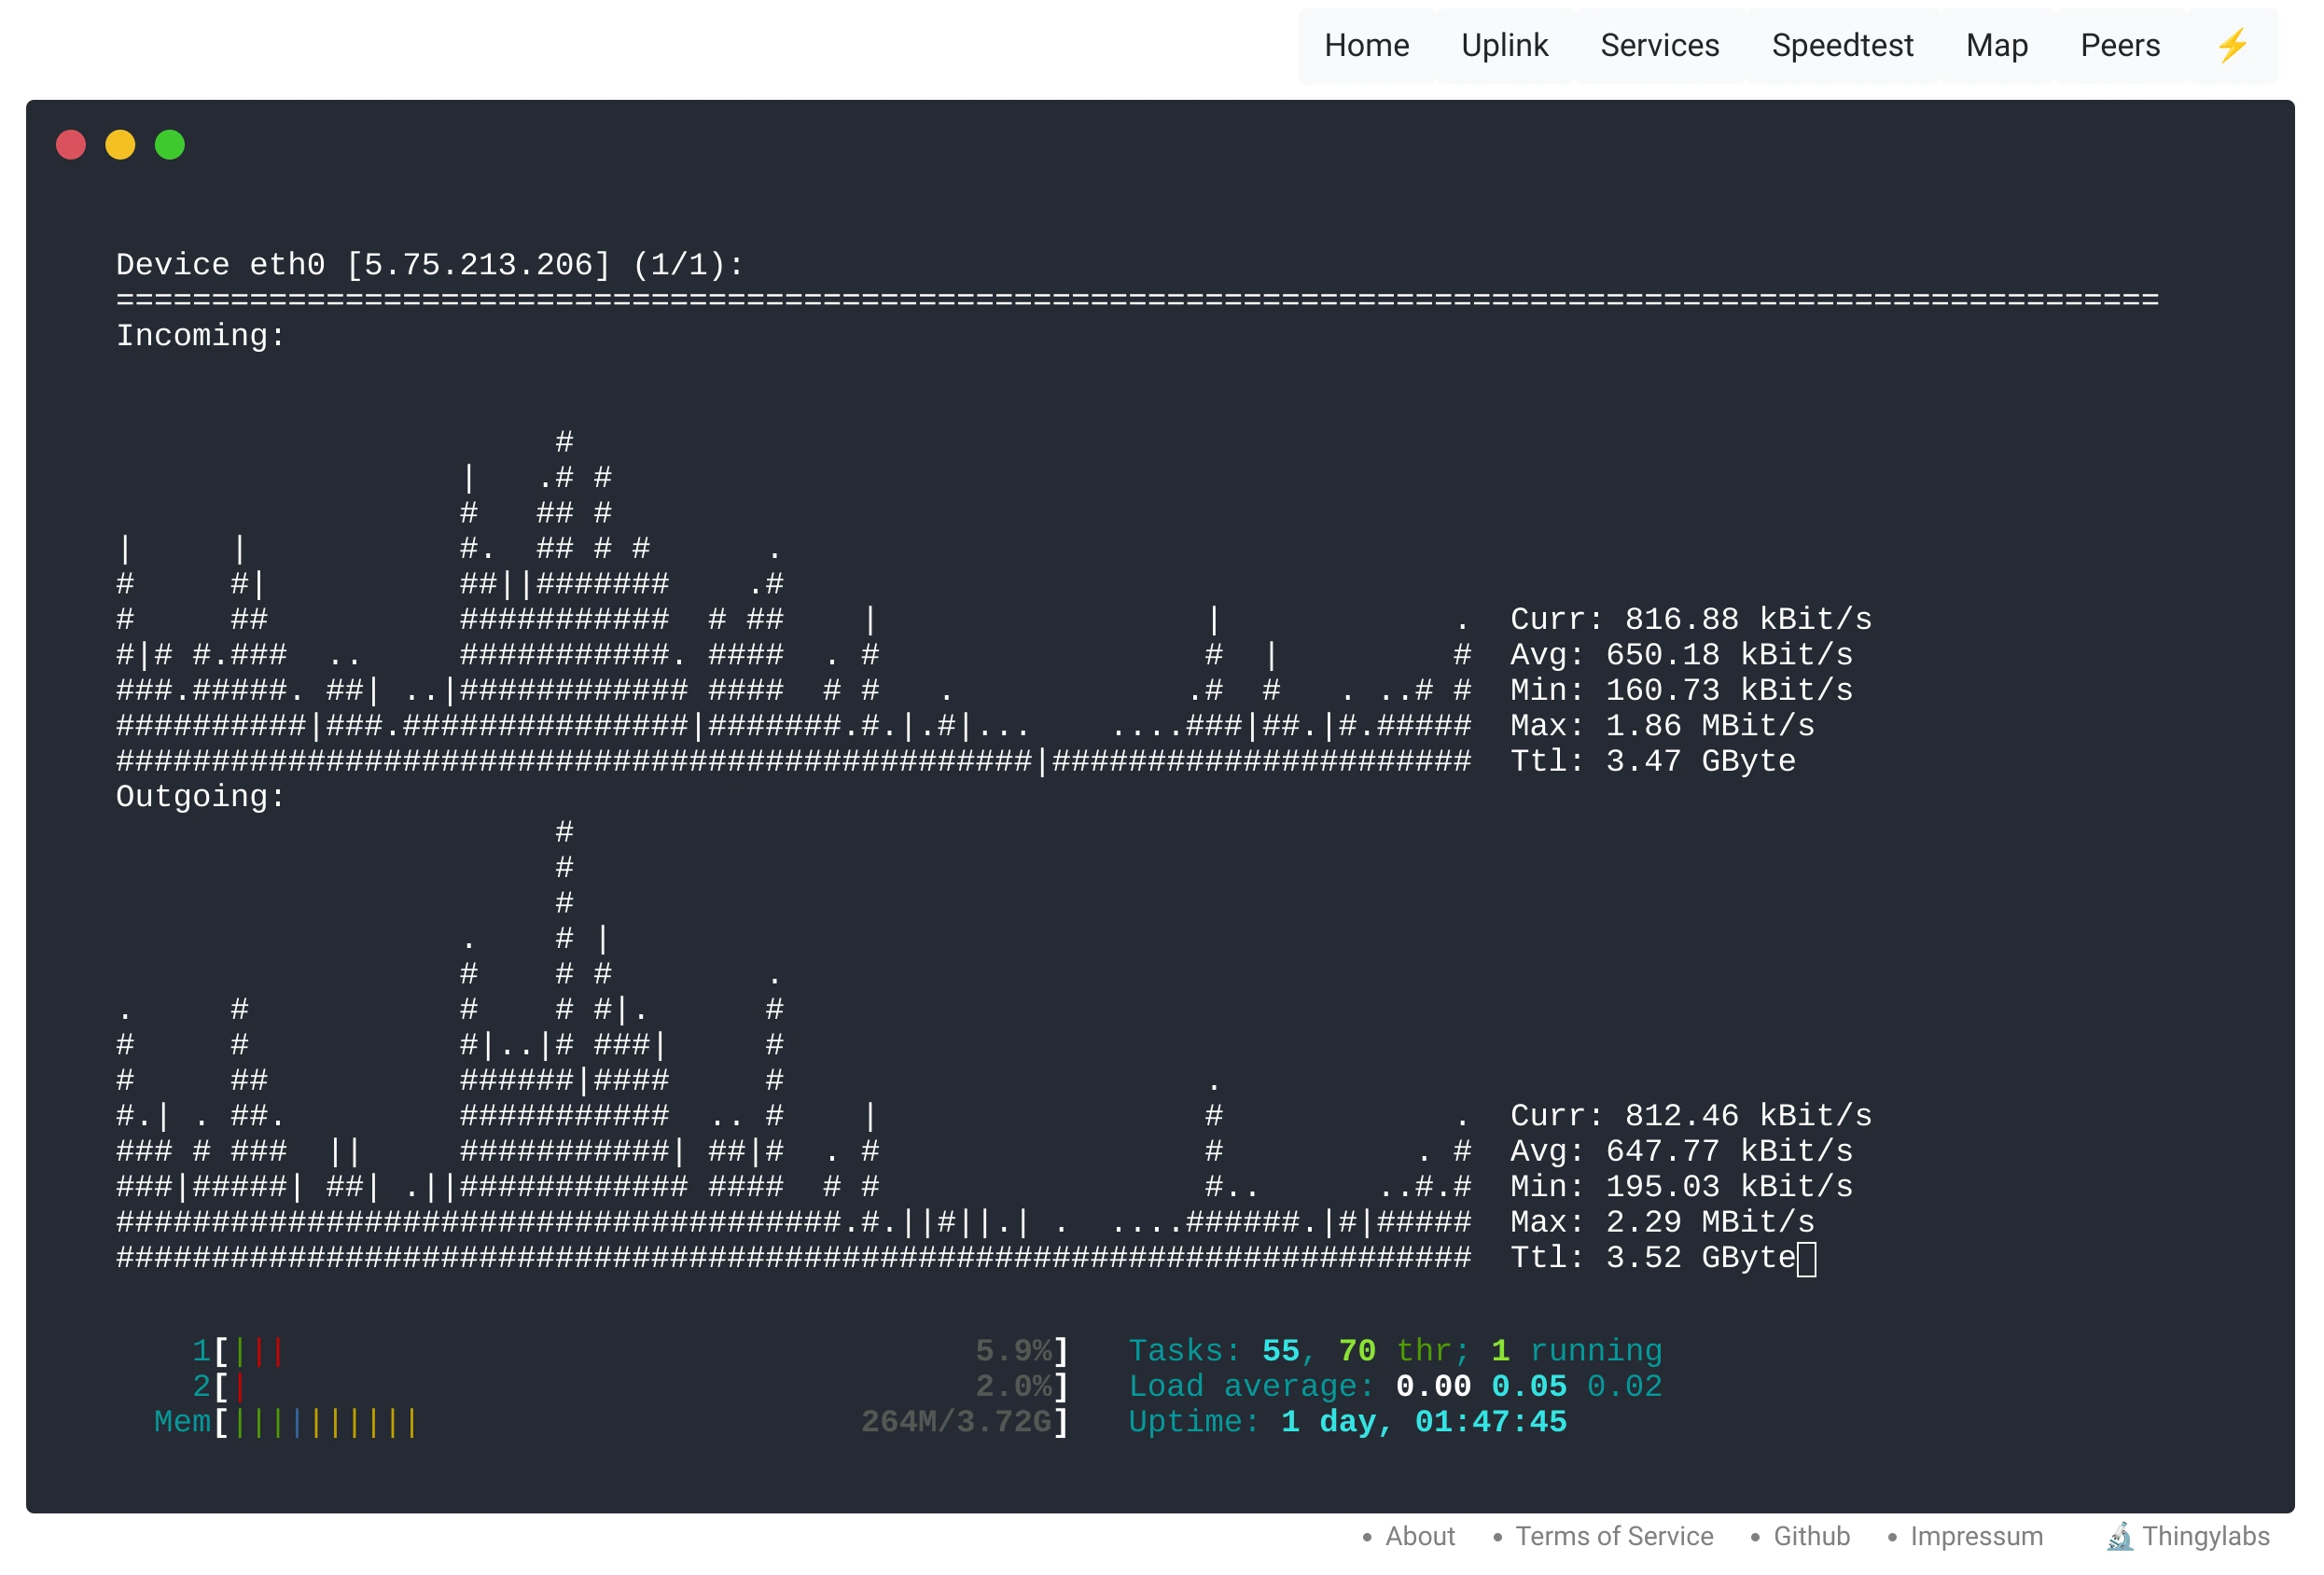 Home Uplink Services Speedtest Map Peers ⚡
Device eth0 [5.75.213.206] (1/1):
===========================================================================================================
Incoming:
                       #
                  |   .# #
                  #   ## #
|     |           #.  ## # #      .
#     #|          ##||#######    .#
#     ##          ###########  # ##    |                 |            .  Curr: 816.88 kBit/s
#|# #.###  ..     ###########. ####  . #                 #  |         #  Avg: 650.18 kBit/s
###.#####. ##| ..|############ ####  # #   .            .#  #   . ..# #  Min: 160.73 kBit/s
##########|###.###############|#######.#.|.#|...    ....###|##.|#.#####  Max: 1.86 MBit/s
################################################|######################  Ttl: 3.47 GByte
Outgoing:
                       #
                       #
                       #
                  .    # |
                  #    # #        .
.     #           #    # #|.      #
#     #           #|..|# ###|     #
#     ##          ######|####     #                      .
#.| . ##.         ###########  .. #    |                 #            .  Curr: 812.46 kBit/s
### # ###  ||     ###########| ##|#  . #                 #          . #  Avg: 647.77 kBit/s
###|#####| ##| .||############ ####  # #                 #..      ..#.#  Min: 195.03 kBit/s
######################################.#.||#||.| .  ....######.|#|#####  Max: 2.29 MBit/s
#######################################################################  Ttl: 3.52 GByte
1[||| 5.9%] Tasks: 55, 70 thr; 1 running
2[| 2.0%] Load average: 0.00 0.05 0.02
Mem[|||||||||| 264M/3.72G] Uptime: 1 day, 01:47:45
• About • Terms of Service • Github • Impressum 🔬 Thingylabs